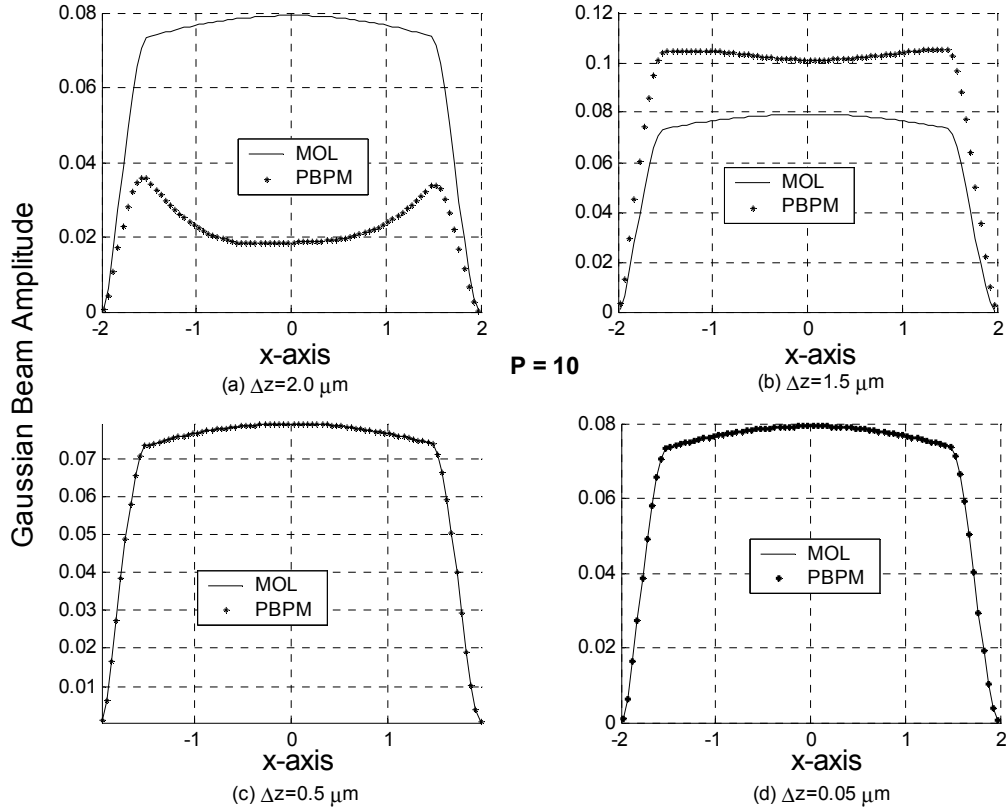 Gaussian Beam Amplitude
0.08
0.06
0.04
0.02
0
-2
-1
0
1
2
MOL
PBPM
x-axis
(a) Δz=2.0 μm
0.12
0.1
0.08
0.06
0.04
0.02
0
-2
-1
0
1
2
MOL
PBPM
x-axis
(b) Δz=1.5 μm
P = 10
0.07
0.06
0.05
0.04
0.03
0.02
0.01
-1
0
1
MOL
PBPM
x-axis
(c) Δz=0.5 μm
0.08
0.06
0.04
0.02
0
-2
-1
0
1
2
MOL
PBPM
x-axis
(d) Δz=0.05 μm